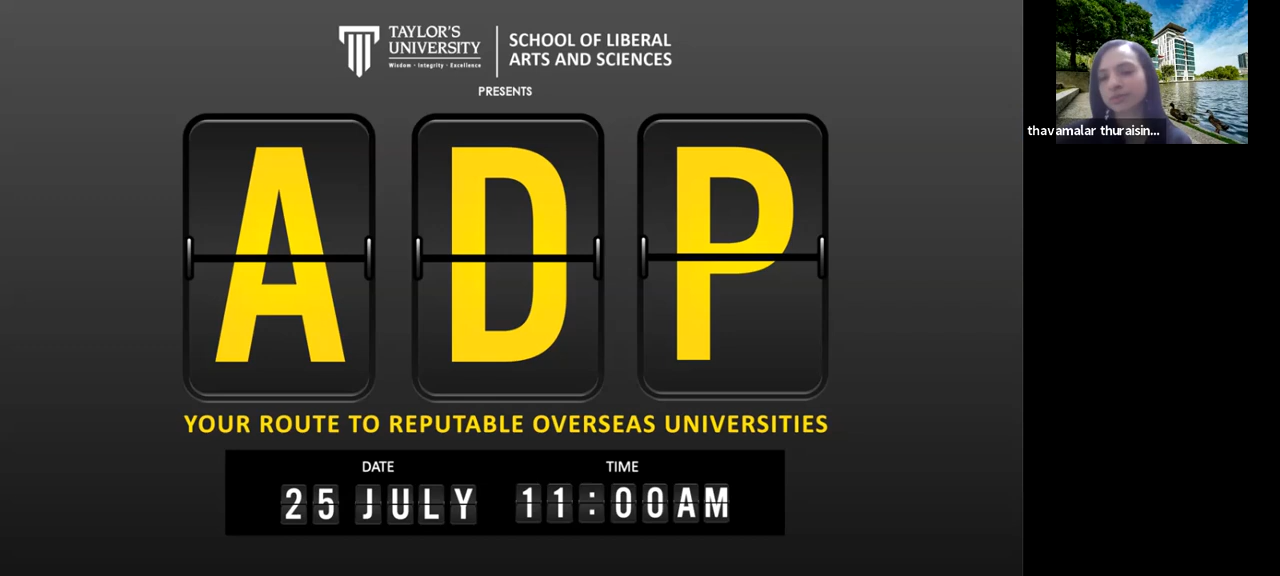 TAYLOR'S
UNIVERSITY
Wisdom · Integrity · Excellence
SCHOOL OF LIBERAL
ARTS AND SCIENCES
PRESENTS
ADP
YOUR ROUTE TO REPUTABLE OVERSEAS UNIVERSITIES
DATE
25 JULY
TIME
11:00AM
thavamalar thuraisin...